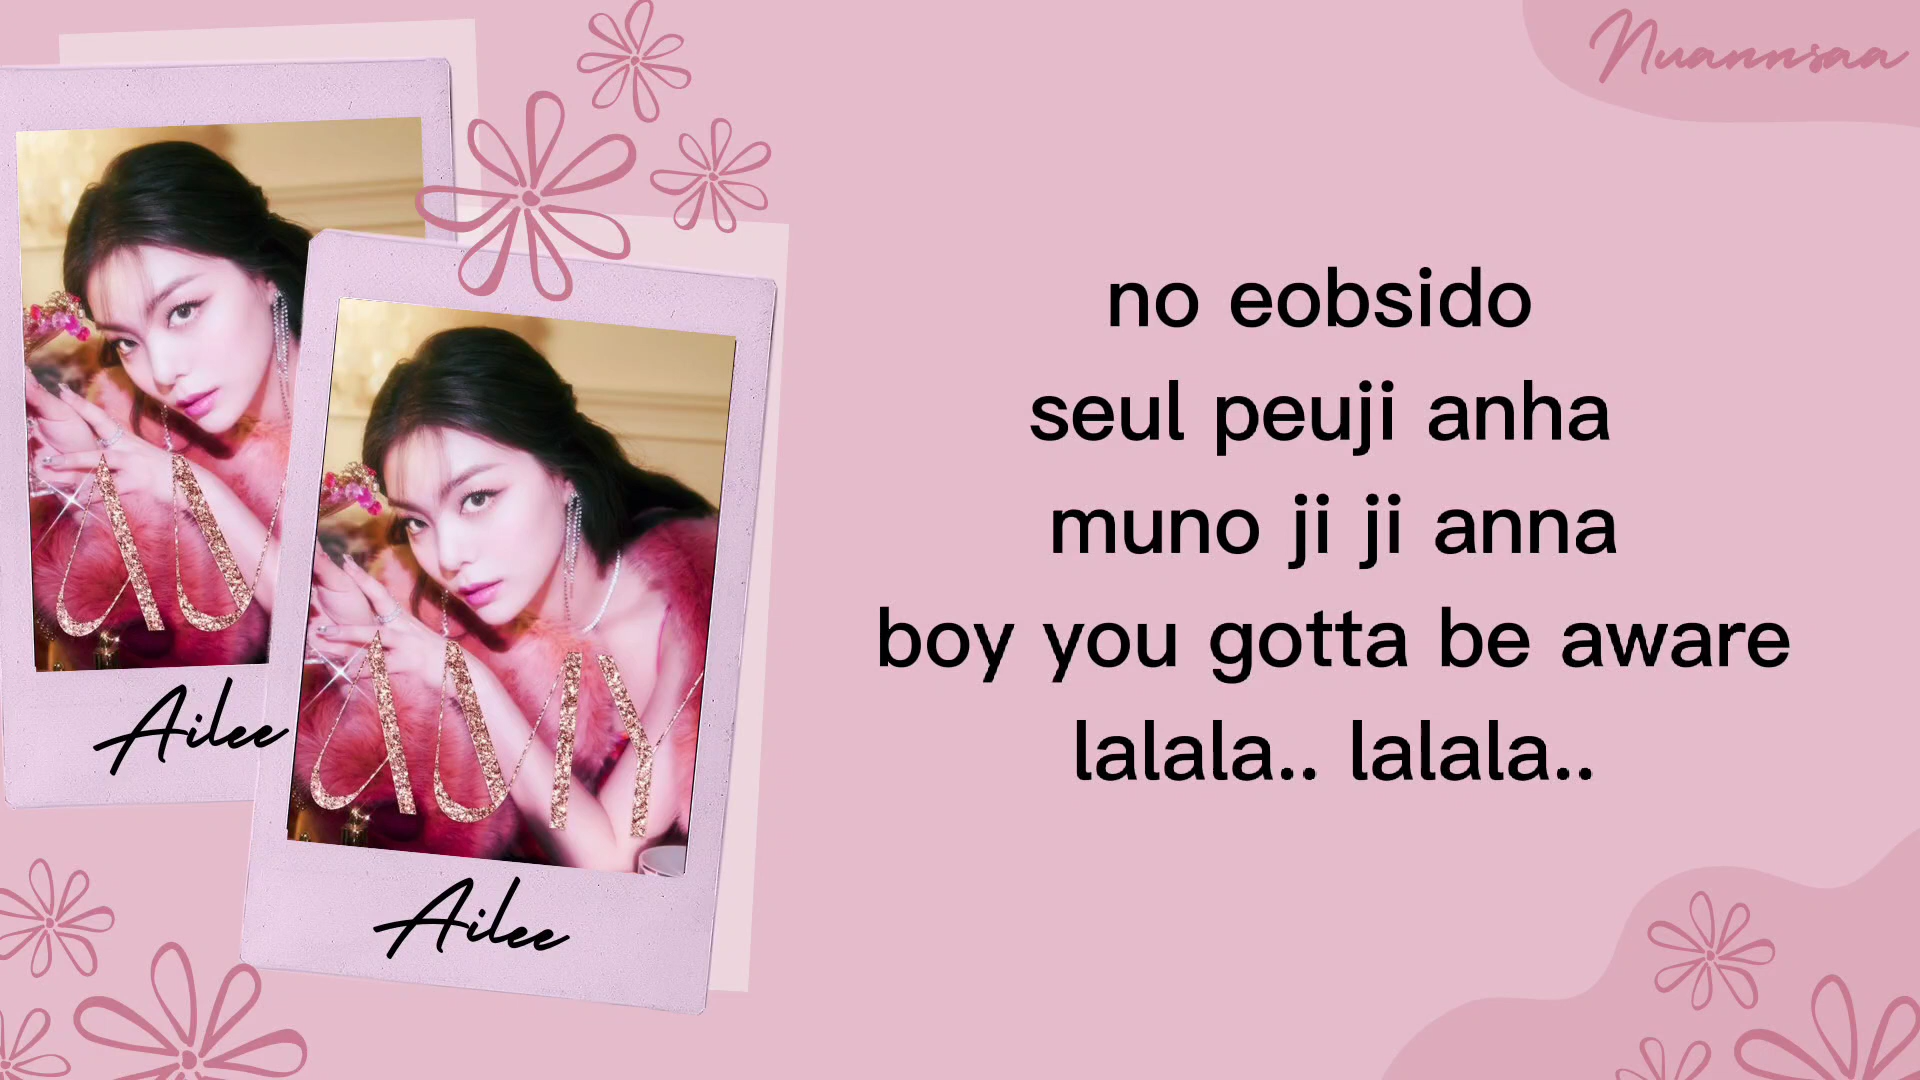 Nuannsaa
Ailee
Ailee
no eobsido
seul peuji anha
muno ji ji anna
boy you gotta be aware
lalala.. lalala..